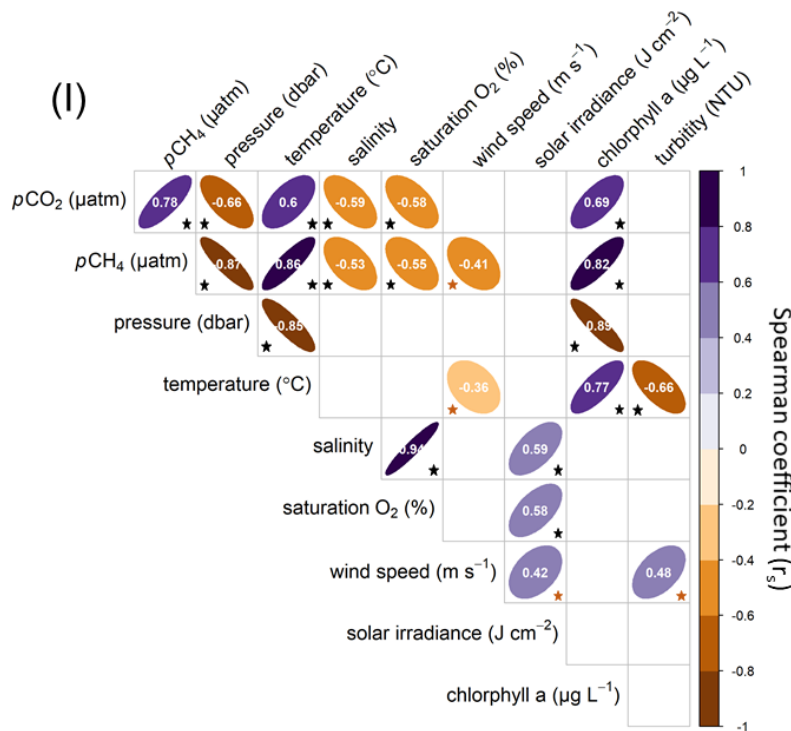 (I)
pCH₄ (µatm)
pressure (dbar)
temperature (°C)
salinity
saturation O₂ (%)
wind speed (m s⁻¹)
solar irradiance (J cm⁻²)
chlorphyll a (µg L⁻¹)
turbitity (NTU)
pCO₂ (µatm) 0.78 -0.66 0.6 -0.59 -0.58 0.69
pCH₄ (µatm) -0.87 0.86 -0.53 -0.55 -0.41 0.82
pressure (dbar) -0.85 -0.89
temperature (°C) -0.36 0.77 -0.66
salinity 0.94 0.59
saturation O₂ (%) 0.58
wind speed (m s⁻¹) 0.42 0.48
solar irradiance (J cm⁻²)
chlorphyll a (µg L⁻¹)
1
0.8
0.6
0.4
0.2
0
-0.2
-0.4
-0.6
-0.8
-1
Spearman coefficient (rₛ)